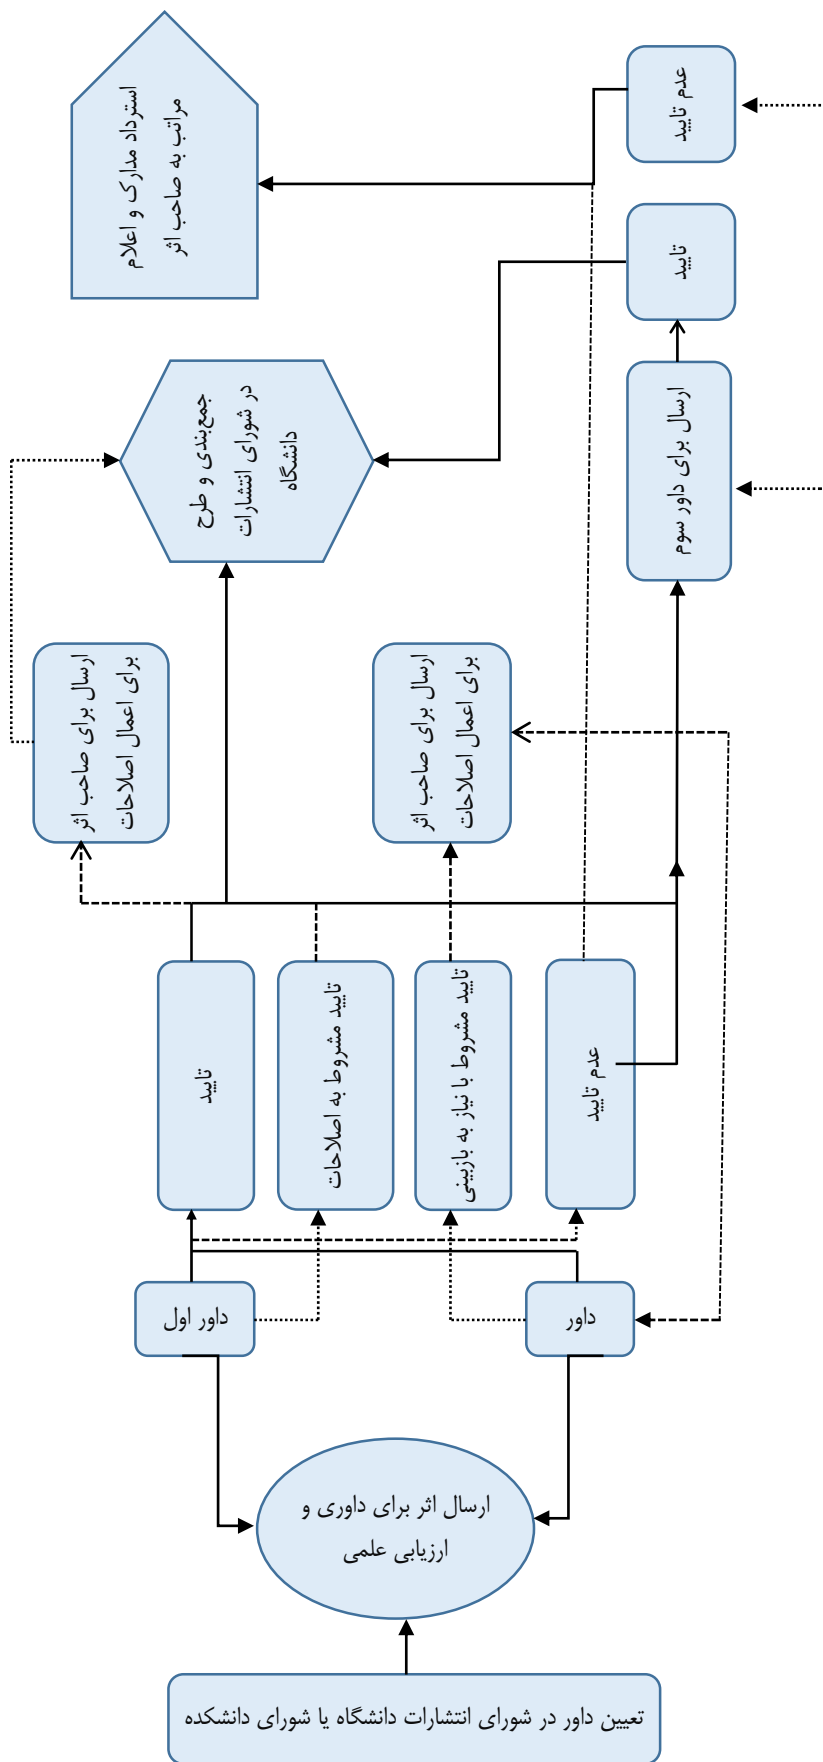 استرداد مدارک و اعلام
مراتب به صاحب اثر
عدم تایید
تایید
جمع‌بندی و طرح
در شورای انتشارات
دانشگاه
ارسال برای داور سوم
ارسال برای صاحب اثر
برای اعمال اصلاحات
ارسال برای صاحب اثر
برای اعمال اصلاحات
تایید
تایید مشروط به اصلاحات
تایید مشروط با نیاز به بازبینی
عدم تایید
داور اول
داور
ارسال اثر برای داوری و
ارزیابی علمی
تعیین داور در شورای انتشارات دانشگاه یا شورای دانشکده